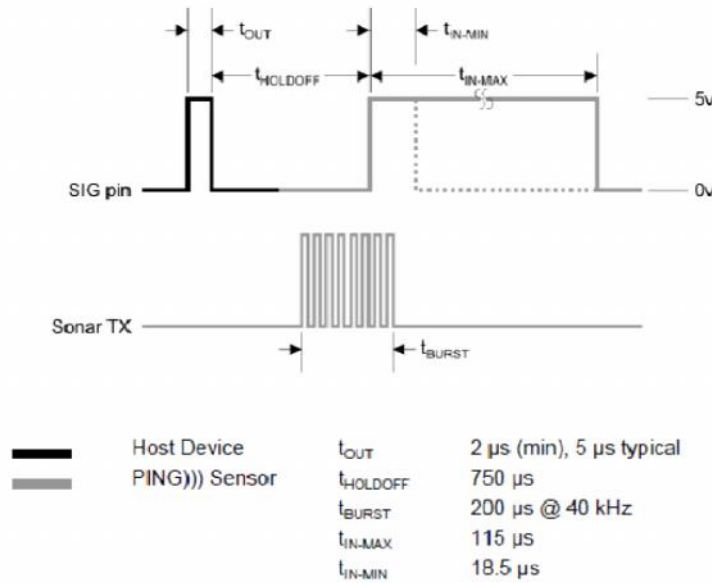 tOUT tIN-MIN
tHOLDOFF tIN-MAX
5v
SIG pin 0v
Sonar TX
tBURST
Host Device tOUT 2 µs (min), 5 µs typical
PING))) Sensor tHOLDOFF 750 µs
tBURST 200 µs @ 40 kHz
tIN-MAX 115 µs
tIN-MIN 18.5 µs